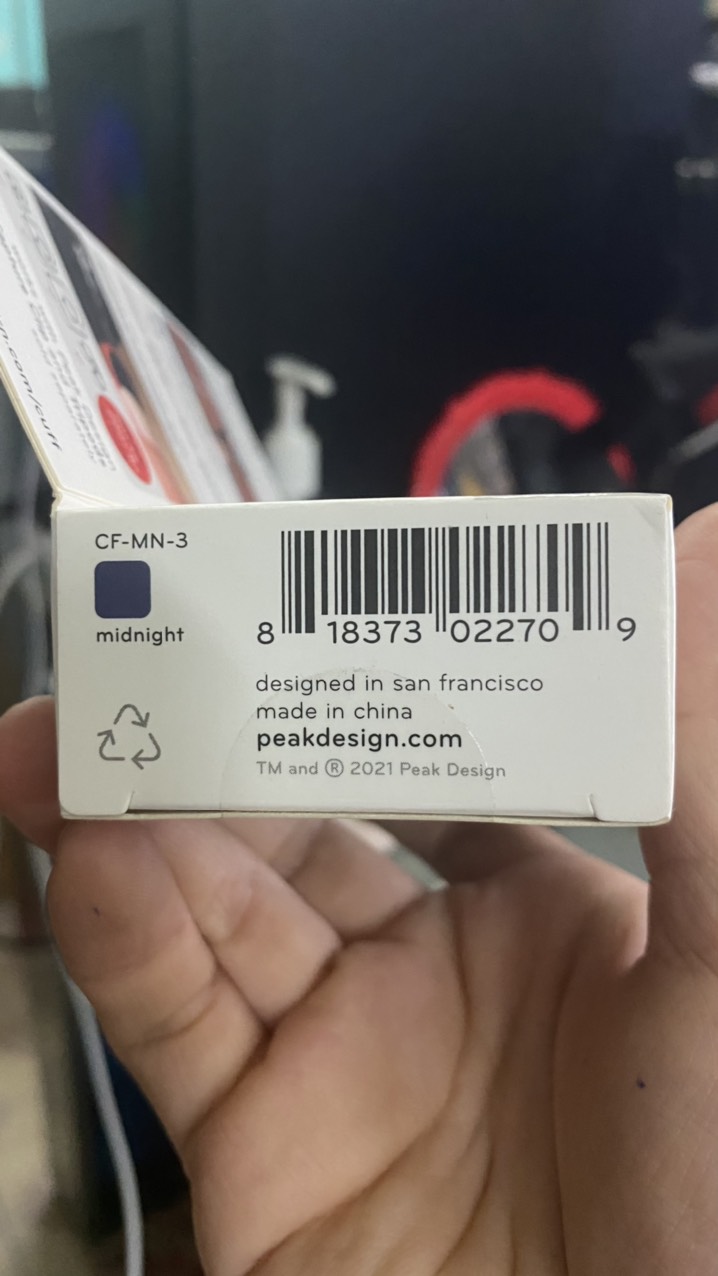 CF-MN-3
midnight
8 18373 02270 9
designed in san francisco
made in china
peakdesign.com
TM and ® 2021 Peak Design